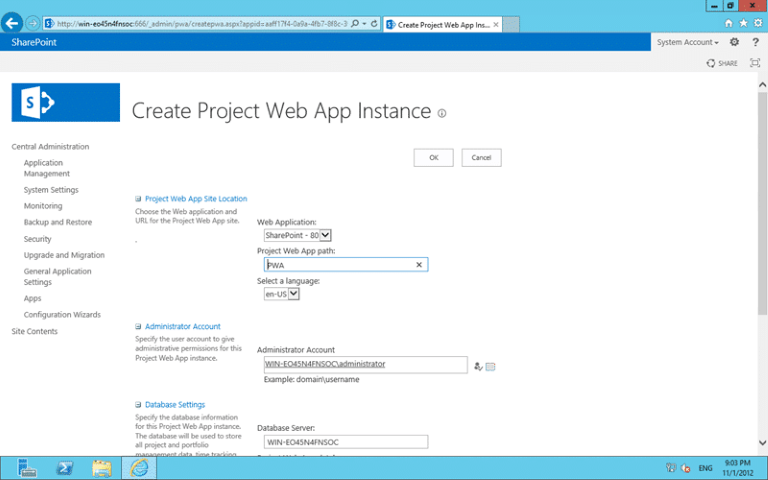 http://win-eo45n4fnsoc:666/_admin/pwa/createpwa.aspx?appid=aaff17f4-0a9a-4fb7-8f8c-3
Create Project Web App Ins...
SharePoint
System Account
SHARE
Create Project Web App Instance
OK
Cancel
Central Administration
Application
Management
System Settings
Monitoring
Backup and Restore
Security
Upgrade and Migration
General Application
Settings
Apps
Configuration Wizards
Site Contents
Project Web App Site Location
Choose the Web application and
URL for the Project Web App site.
.
Web Application:
SharePoint - 80
Project Web App path:
PWA
Select a language:
en-US
Administrator Account
Specify the user account to give
administrative permissions for this
Project Web App instance.
Administrator Account
WIN-EO45N4FNSOC\administrator
Example: domain\username
Database Settings
Specify the database information
for this Project Web App instance.
The database will be used to store
all project and portfolio
management data, time tracking
Database Server:
WIN-EO45N4FNSOC
ENG
9:03 PM
11/1/2012